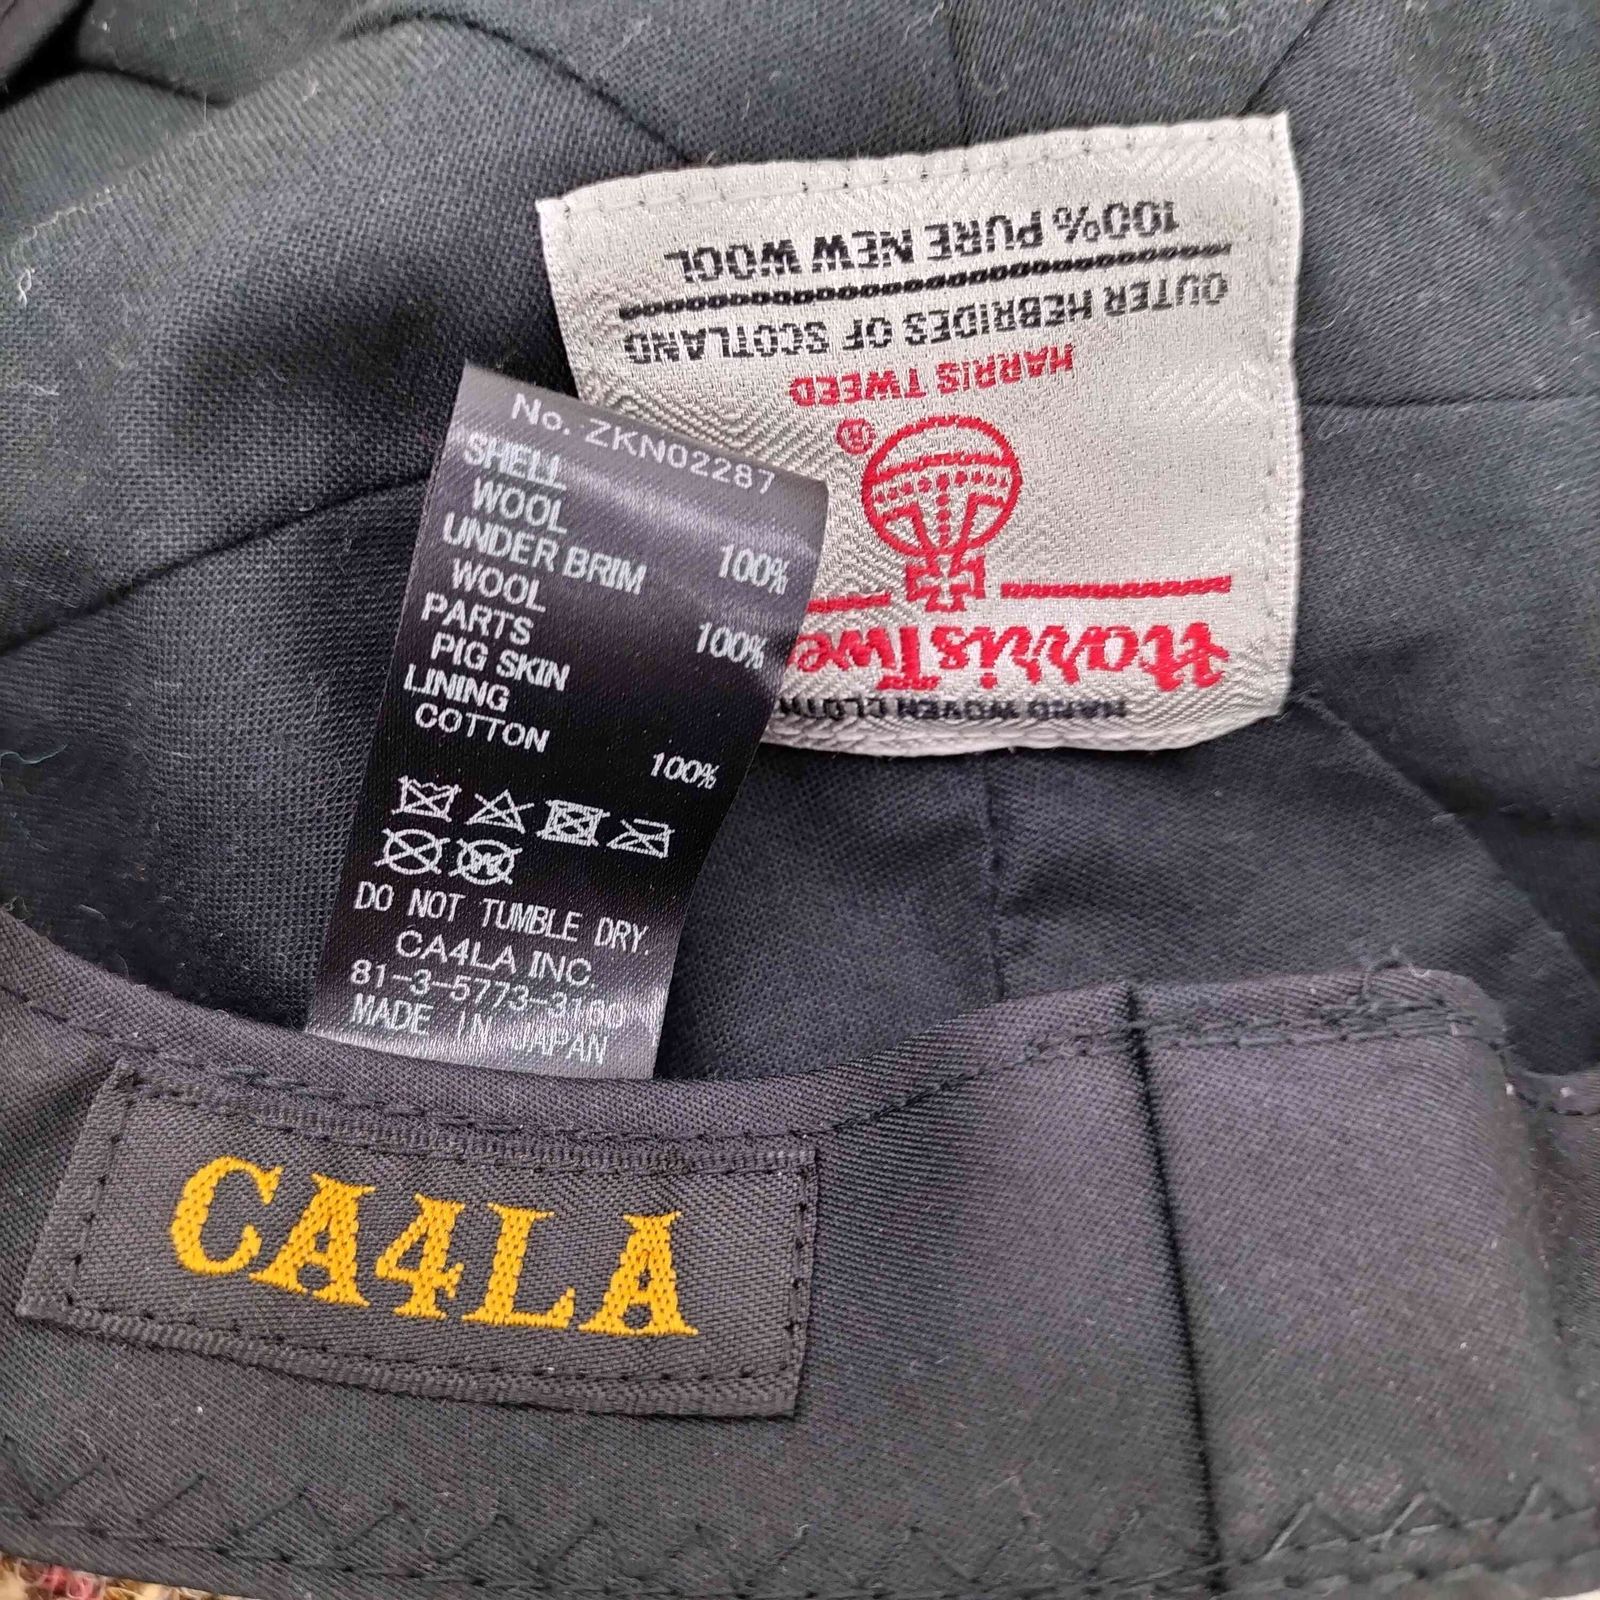 No. ZKN02287
SHELL
WOOL 100%
UNDER BRIM
WOOL 100%
PARTS
PIG SKIN
LINING
COTTON 100%
DO NOT TUMBLE DRY.
CA4LA INC.
81-3-5773-3160
MADE IN JAPAN
HAND WOVEN CLOTH
Harris Twe
®
HARRIS TWEED
OUTER HEBRIDES OF SCOTLAND
100% PURE NEW WOOL
CA4LA